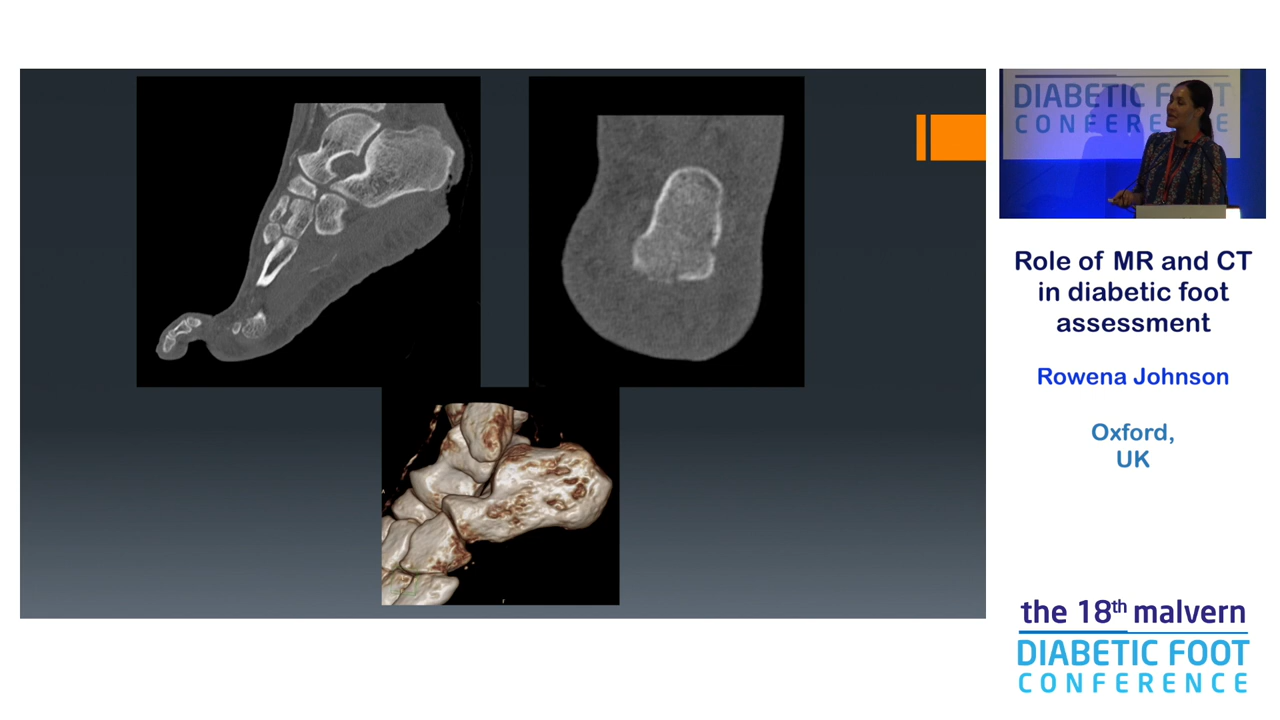 DIABETIC FOOT
CONFERENCE
Role of MR and CT
in diabetic foot
assessment
Rowena Johnson
Oxford,
UK
the 18th malvern
DIABETIC FOOT
CONFERENCE